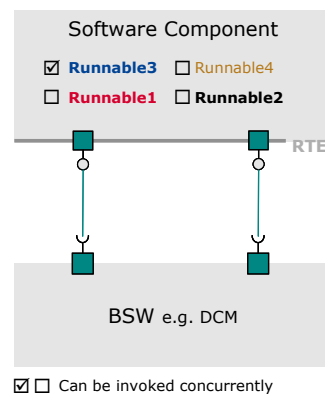 Software Component
☑ Runnable3 ☐ Runnable4
☐ Runnable1 ☐ Runnable2
RTE
BSW e.g. DCM
☑ ☐ Can be invoked concurrently